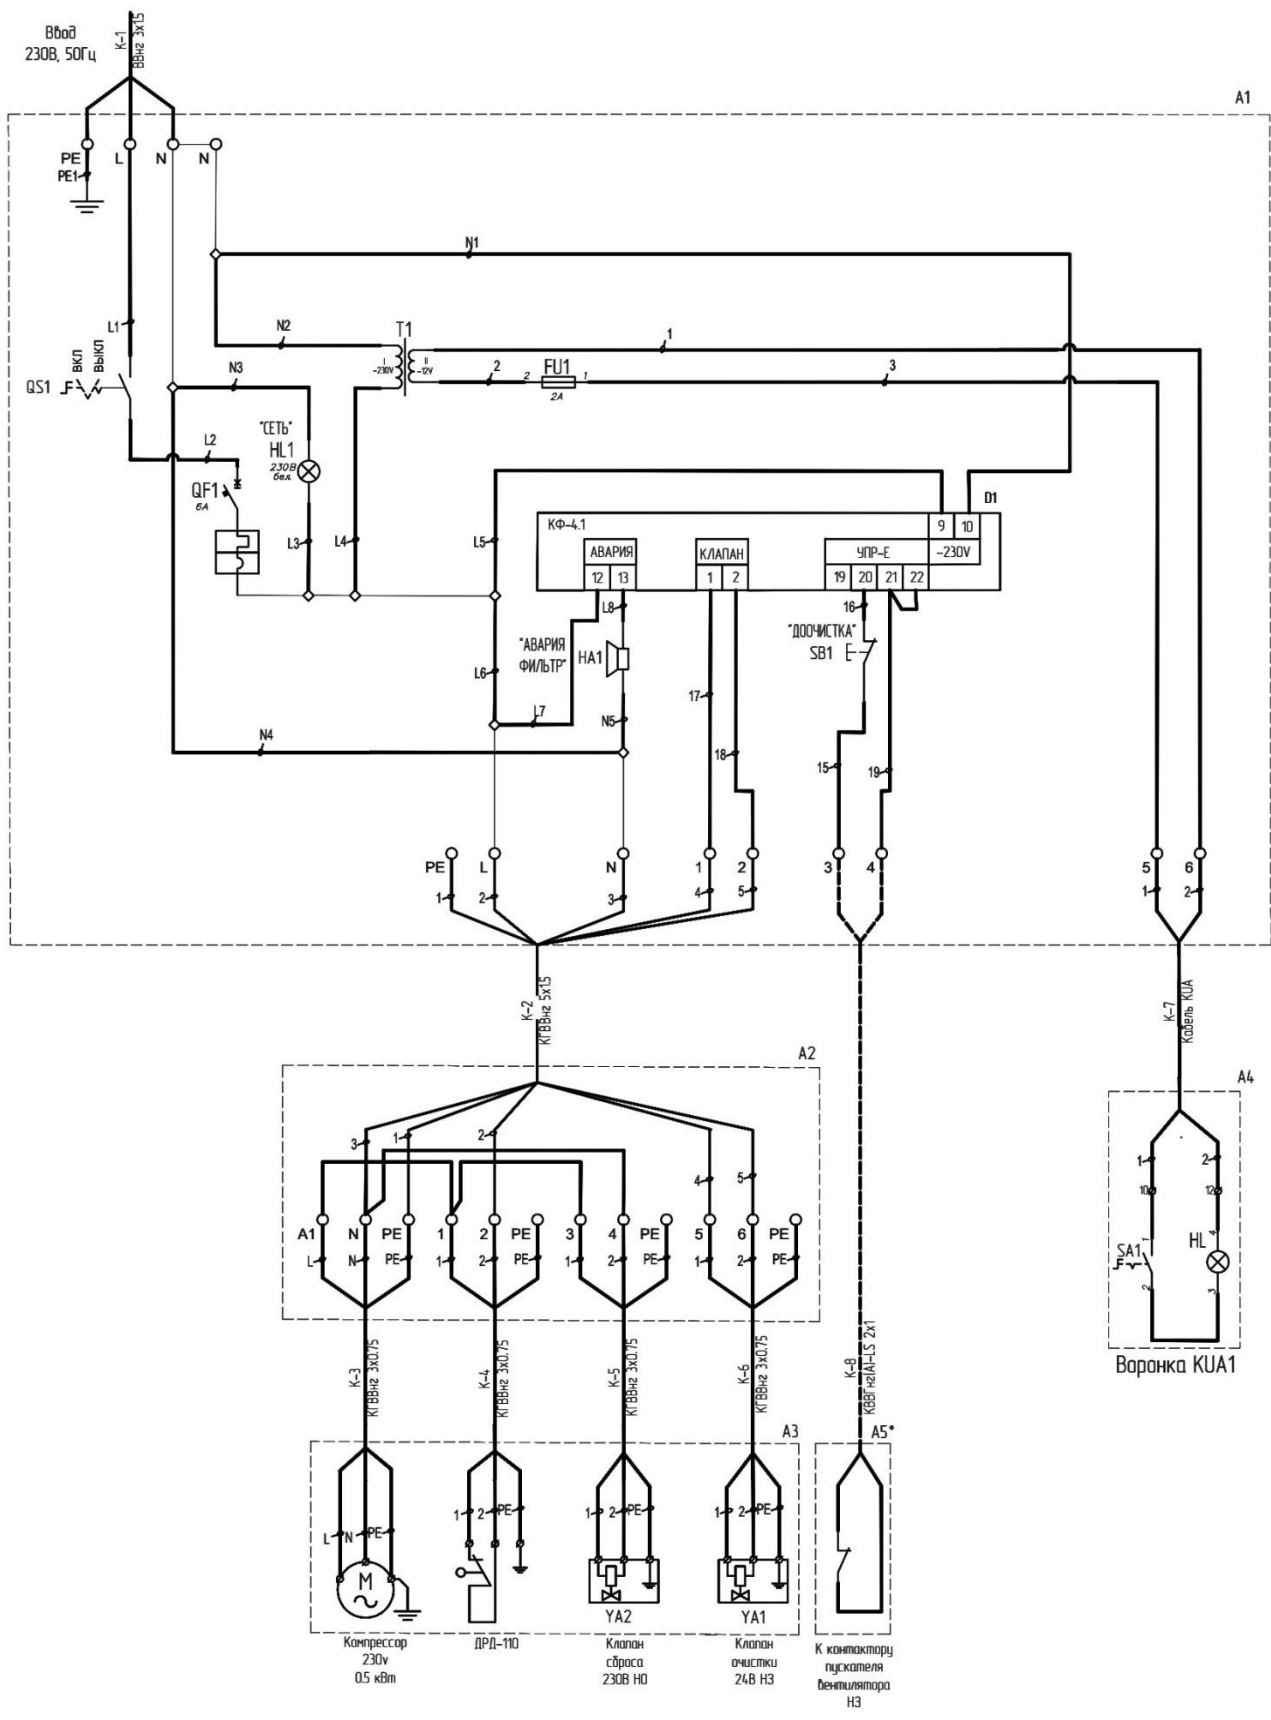 Ввод
230В, 50Гц
К-1
ВВнг 3х1.5
А1
PE L N N
PE1
N1
L1
N2
T1
1
ВКЛ
ВЫКЛ
QS1
N3
I
~230V
II
~12V
2
2 FU1 1
2А
3
"СЕТЬ"
HL1
230В
бел.
L2
QF1
6А
L3
L4
L5
КФ-4.1
D1
9 10
АВАРИЯ
КЛАПАН
УПР-Е
~230V
12 13
1 2
19 20 21 22
L8
16
"АВАРИЯ
ФИЛЬТР"
НА1
"ДООЧИСТКА"
SB1
L6
17
L7
N5
N4
18
15
19
PE L N 1 2 3 4 5 6
1 2 3 4 5 1 2
К-2
КГВВнг 5х1.5
К-7
Кабель KUA
А2
А4
3 1 2 4 5
1 2
10 12
А1 N PE 1 2 PE 3 4 PE 5 6 PE
L N PE 1 2 PE 1 2 PE 1 2 PE
SA1
1
2
HL
4
3
Воронка KUA1
К-3
КГВВнг 3х0.75
К-4
КГВВнг 3х0.75
К-5
КГВВнг 3х0.75
К-6
КГВВнг 3х0.75
К-8
КВВГнг(А)-LS 2х1
А3
А5*
L N PE
1 2 PE
1 2 PE
1 2 PE
М
YA2
YA1
Компрессор
230v
0.5 кВт
ДРД-110
Клапан
сброса
230В НО
Клапан
очистки
24В НЗ
К контактору
пускателя
вентилятора
НЗ